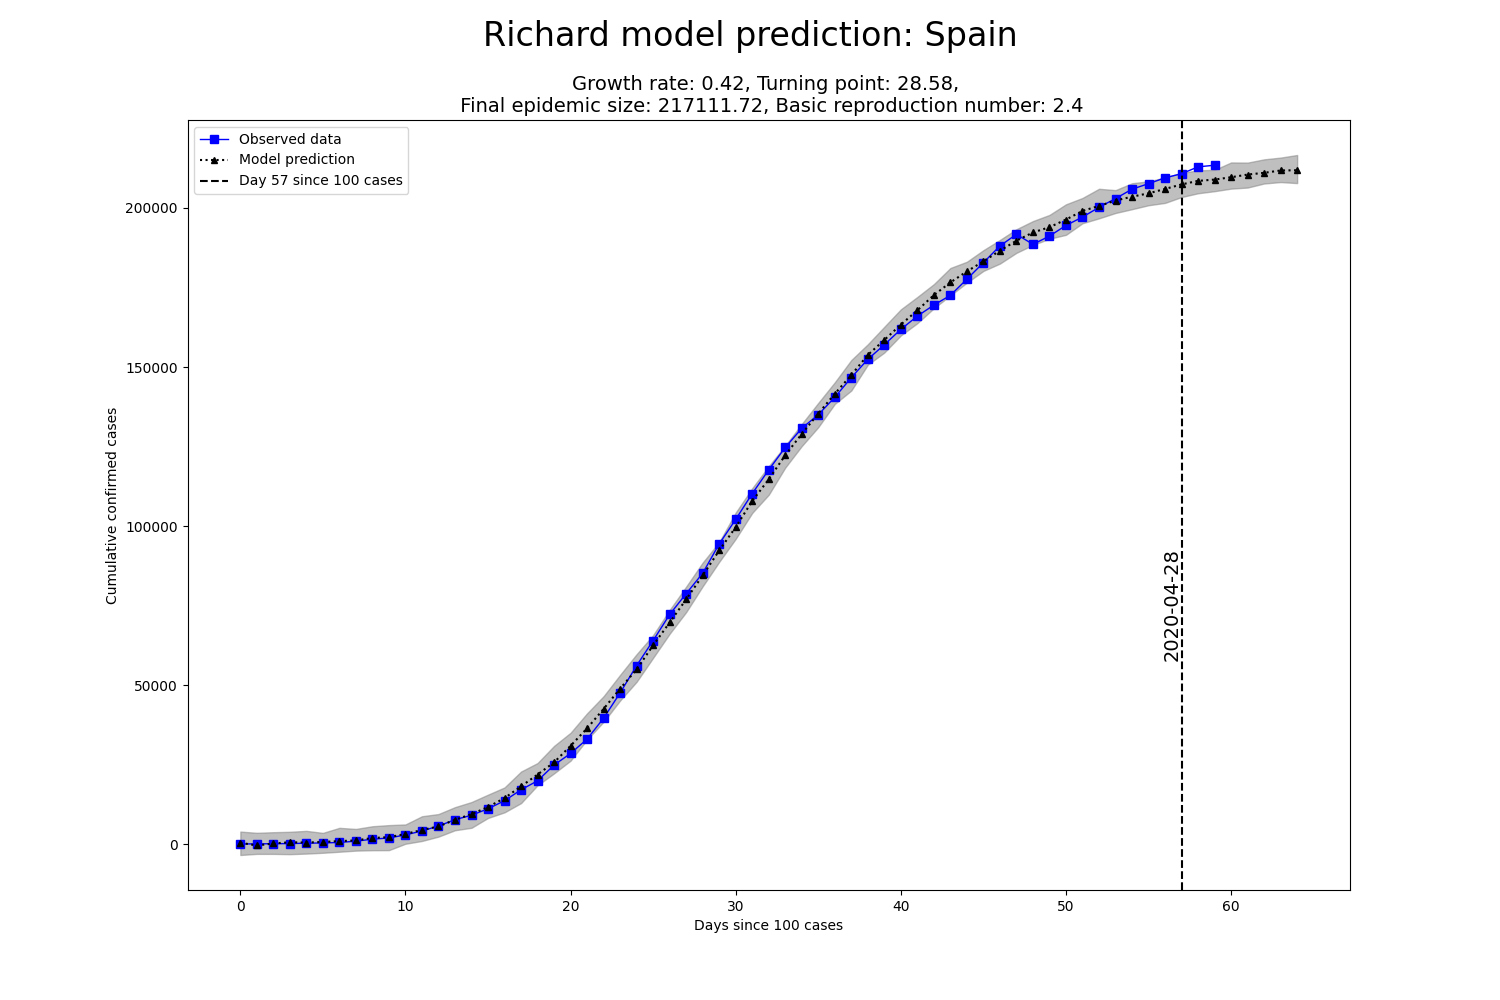 Richard model prediction: Spain
Growth rate: 0.42, Turning point: 28.58,
Final epidemic size: 217111.72, Basic reproduction number: 2.4
Observed data
Model prediction
Day 57 since 100 cases
200000
150000
100000
50000
0
Cumulative confirmed cases
2020-04-28
0 10 20 30 40 50 60
Days since 100 cases